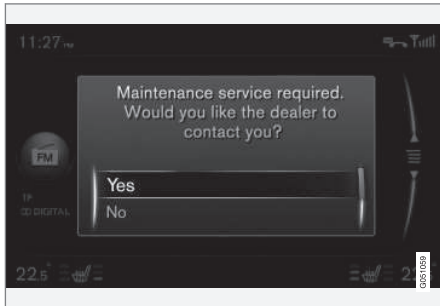 11:27 PM
Maintenance service required.
Would you like the dealer to
contact you?
FM
Yes
TP
No
DIGITAL
22.5°
G051059